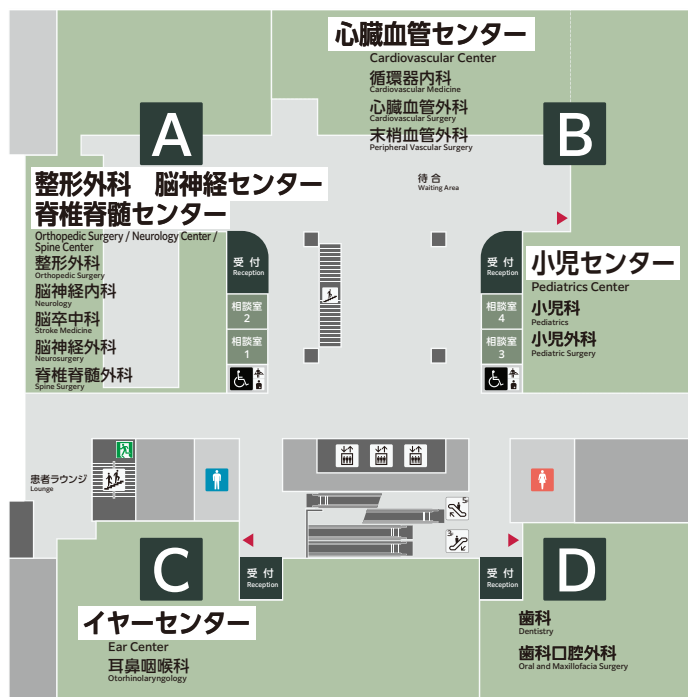 心臓血管センター
Cardiovascular Center
循環器内科
Cardiovascular Medicine
心臓血管外科
Cardiovascular Surgery
末梢血管外科
Peripheral Vascular Surgery
A
B
整形外科 脳神経センター
脊椎脊髄センター
Orthopedic Surgery / Neurology Center /
Spine Center
整形外科
Orthopedic Surgery
脳神経内科
Neurology
脳卒中科
Stroke Medicine
脳神経外科
Neurosurgery
脊椎脊髄外科
Spine Surgery
待合
Waiting Area
受付
Reception
相談室
2
相談室
1
受付
Reception
相談室
4
相談室
3
小児センター
Pediatrics Center
小児科
Pediatrics
小児外科
Pediatric Surgery
患者ラウンジ
Lounge
5F
3F
C
受付
Reception
受付
Reception
D
イヤーセンター
Ear Center
耳鼻咽喉科
Otorhinolaryngology
歯科
Dentistry
歯科口腔外科
Oral and Maxillofacia Surgery